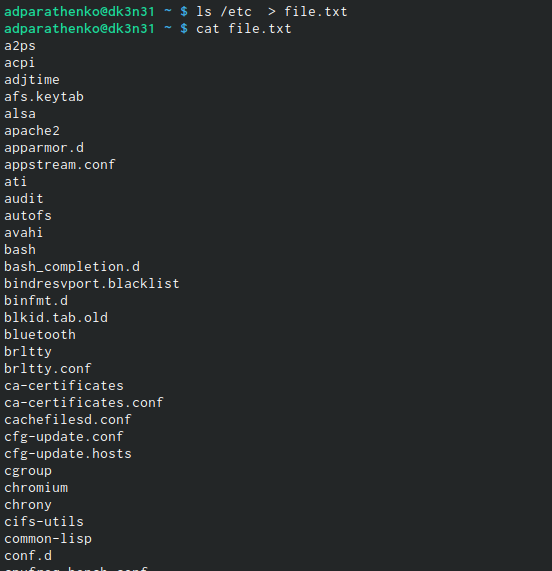 adparathenko@dk3n31 ~ $ ls /etc  > file.txt
adparathenko@dk3n31 ~ $ cat file.txt
a2ps
acpi
adjtime
afs.keytab
alsa
apache2
apparmor.d
appstream.conf
ati
audit
autofs
avahi
bash
bash_completion.d
bindresvport.blacklist
binfmt.d
blkid.tab.old
bluetooth
brltty
brltty.conf
ca-certificates
ca-certificates.conf
cachefilesd.conf
cfg-update.conf
cfg-update.hosts
cgroup
chromium
chrony
cifs-utils
common-lisp
conf.d